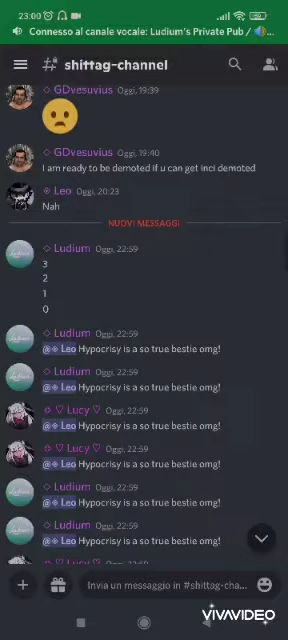 23:00
Connesso al canale vocale: Ludium's Private Pub /
shittag-channel
GDvesuvius Oggi, 19:39
GDvesuvius Oggi, 19:40
I am ready to be demoted if u can get inci demoted
Leo Oggi, 20:23
Nah
NUOVI MESSAGGI
Ludium Oggi, 22:59
3
2
1
0
Ludium Oggi, 22:59
@ Leo Hypocrisy is a so true bestie omg!
Ludium Oggi, 22:59
@ Leo Hypocrisy is a so true bestie omg!
♡ Lucy ♡ Oggi, 22:59
@ Leo Hypocrisy is a so true bestie omg!
♡ Lucy ♡ Oggi, 22:59
@ Leo Hypocrisy is a so true bestie omg!
Ludium Oggi, 22:59
@ Leo Hypocrisy is a so true bestie omg!
Ludium Oggi, 22:59
@ Leo Hypocrisy is a so true bestie omg!
♡ Lucy ♡ Oggi, 22:59
Invia un messaggio in #shittag-cha...
VIVAVIDEO